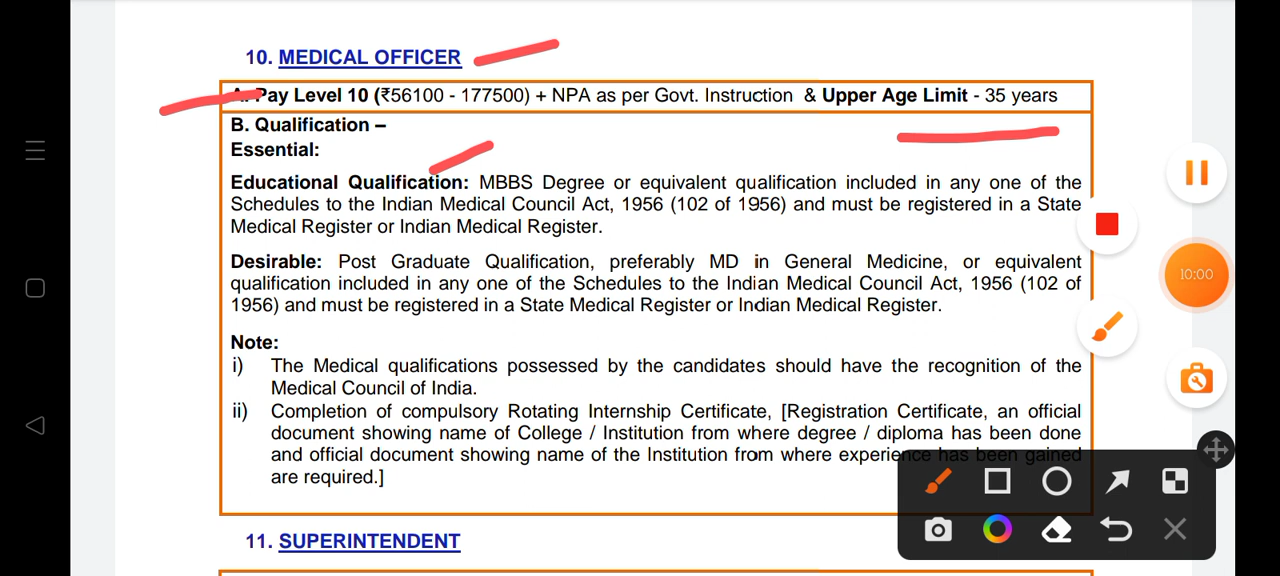 10. MEDICAL OFFICER
A. Pay Level 10 (₹56100 - 177500) + NPA as per Govt. Instruction & Upper Age Limit - 35 years
B. Qualification –
Essential:
Educational Qualification: MBBS Degree or equivalent qualification included in any one of the
Schedules to the Indian Medical Council Act, 1956 (102 of 1956) and must be registered in a State
Medical Register or Indian Medical Register.
Desirable: Post Graduate Qualification, preferably MD in General Medicine, or equivalent
qualification included in any one of the Schedules to the Indian Medical Council Act, 1956 (102 of
1956) and must be registered in a State Medical Register or Indian Medical Register.
Note:
i) The Medical qualifications possessed by the candidates should have the recognition of the
Medical Council of India.
ii) Completion of compulsory Rotating Internship Certificate, [Registration Certificate, an official
document showing name of College / Institution from where degree / diploma has been done
and official document showing name of the Institution from where experience has been gained
are required.]
11. SUPERINTENDENT
10:00